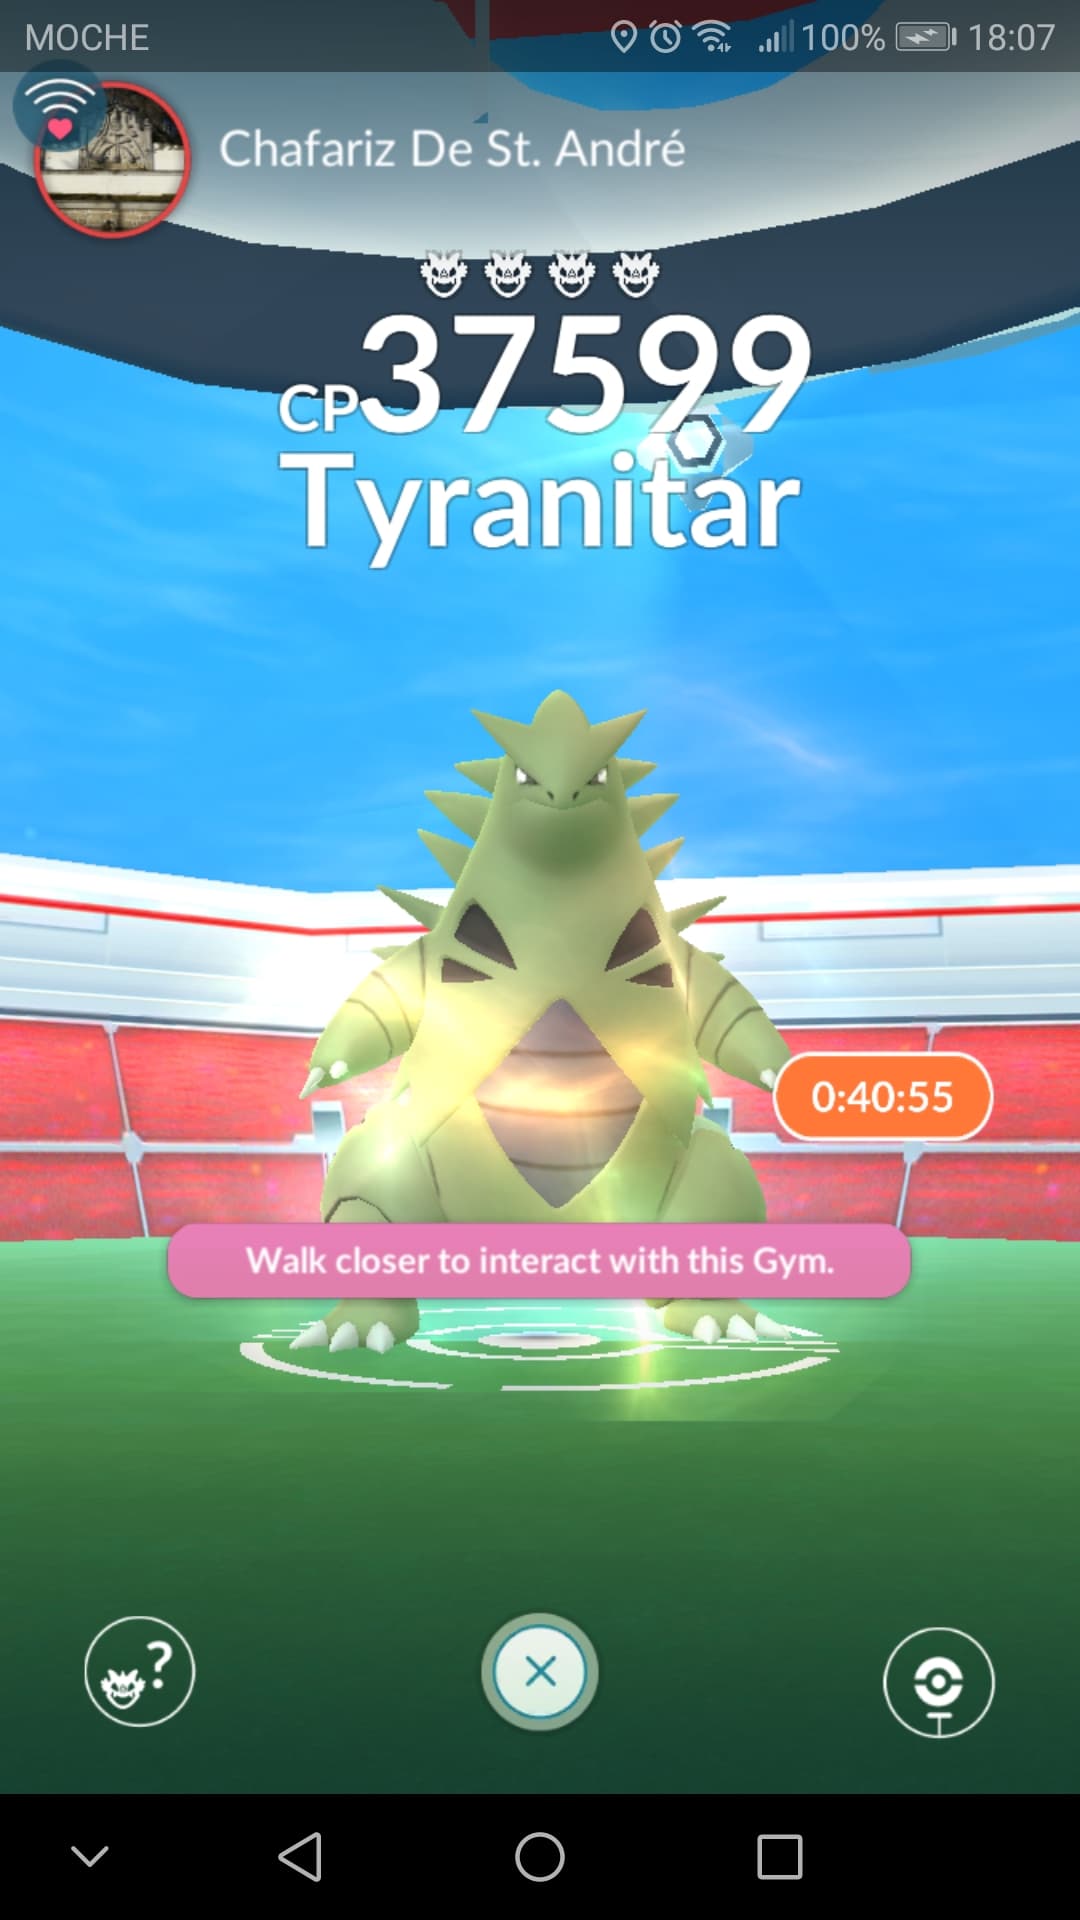 MOCHE 100% 18:07
Chafariz De St. André
CP37599
Tyranitar
0:40:55
Walk closer to interact with this Gym.
?